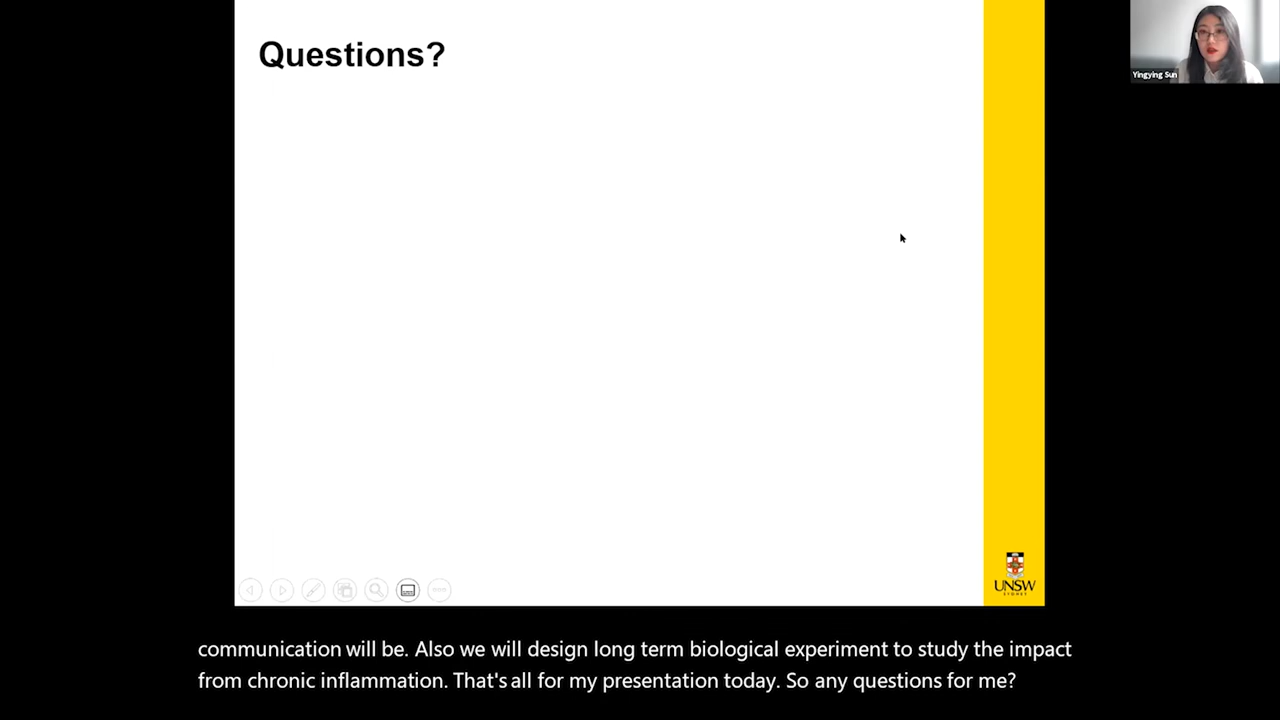 Questions?
Yingying Sun
UNSW
SYDNEY
communication will be. Also we will design long term biological experiment to study the impact
from chronic inflammation. That's all for my presentation today. So any questions for me?